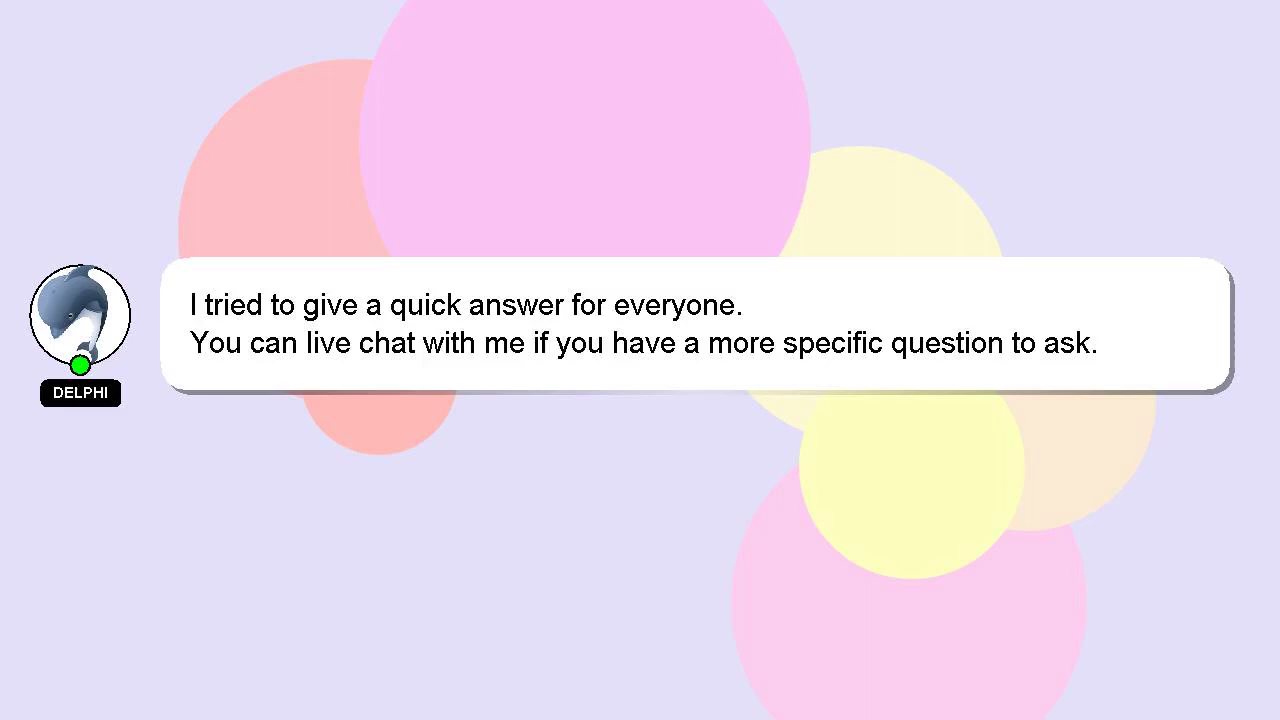 I tried to give a quick answer for everyone.
You can live chat with me if you have a more specific question to ask.
DELPHI